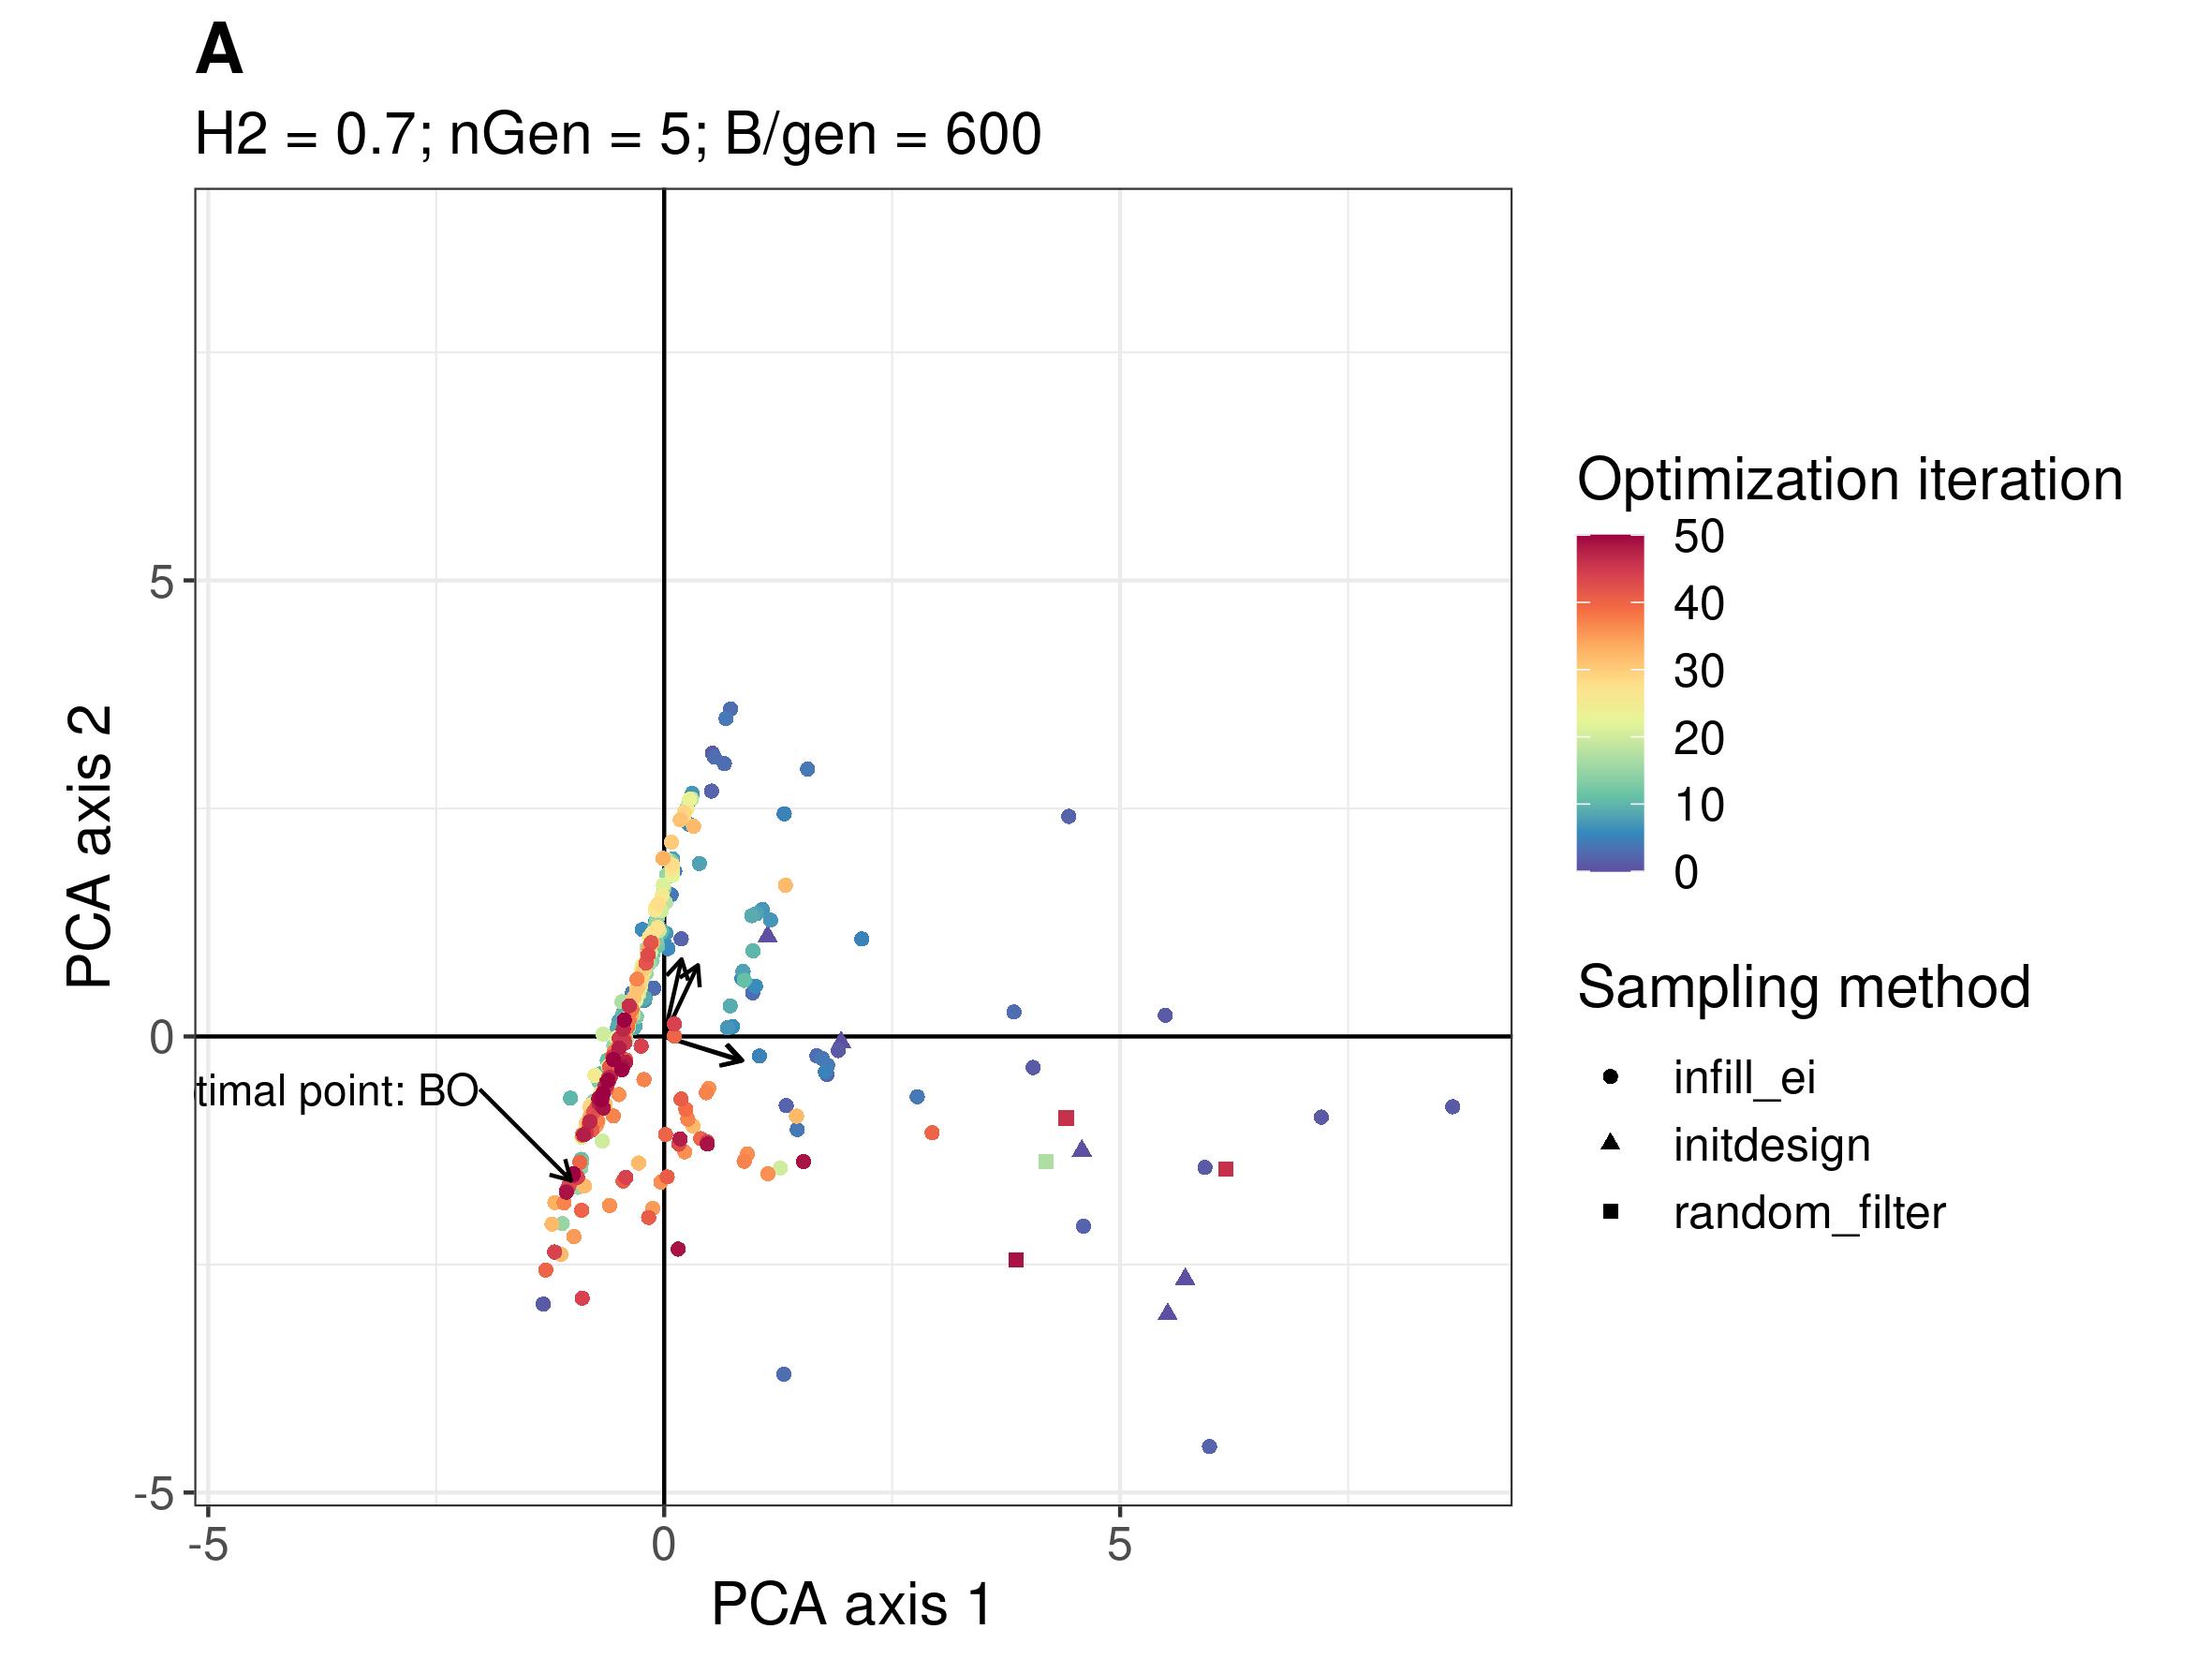 A
H2 = 0.7; nGen = 5; B/gen = 600
PCA axis 2
5
0
-5
timal point: BO
-5
0
5
PCA axis 1
Optimization iteration
50
40
30
20
10
0
Sampling method
infill_ei
initdesign
random_filter